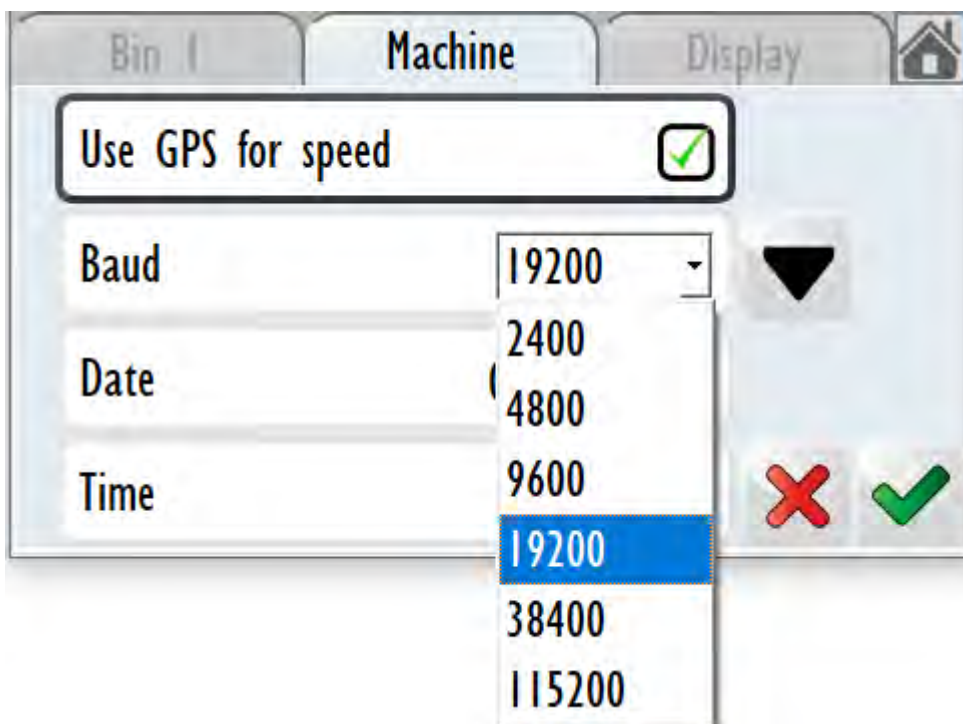 Bin 1
Machine
Display
Use GPS for speed
Baud
19200
2400
Date
4800
9600
Time
19200
38400
115200